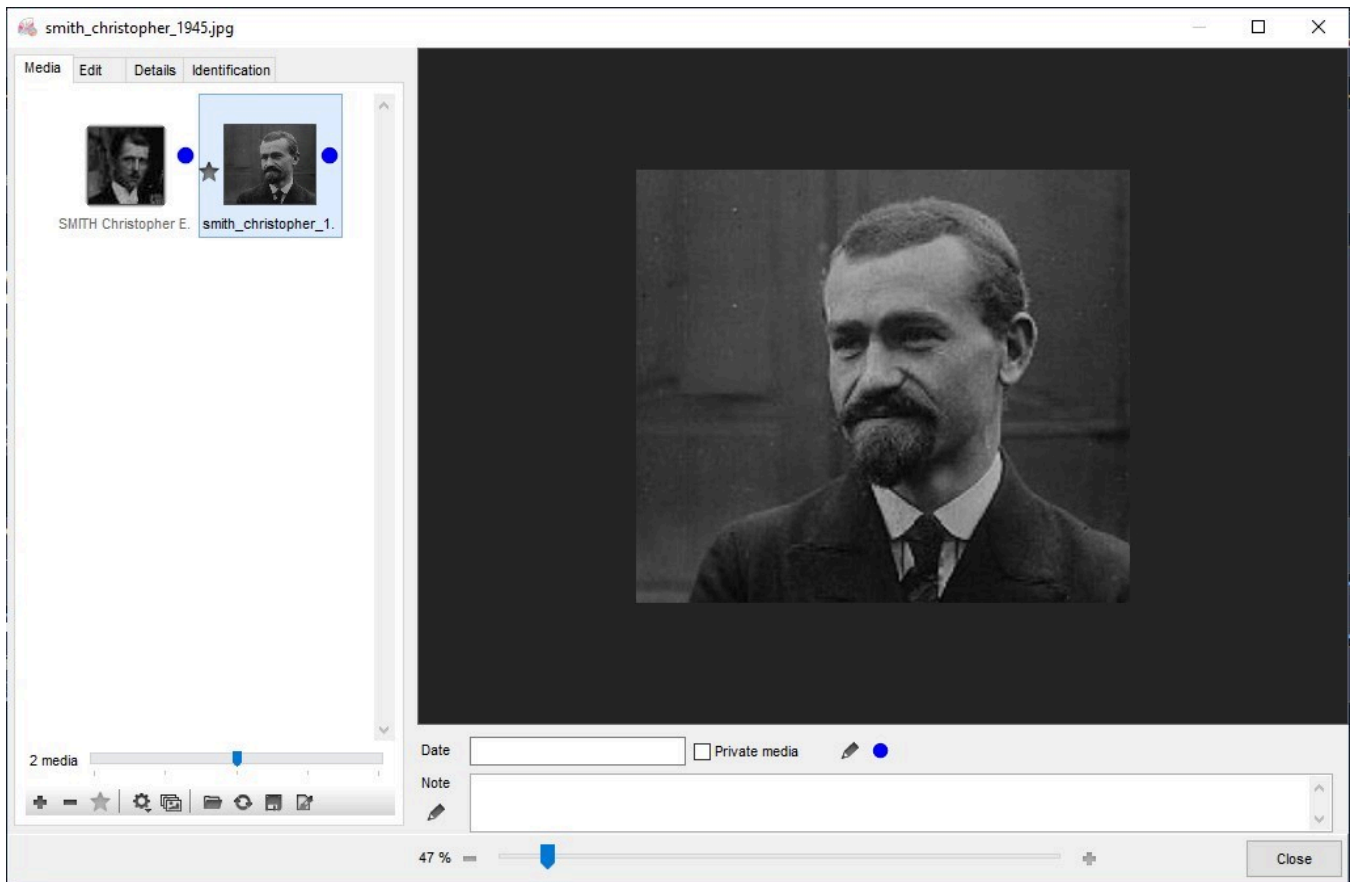 smith_christopher_1945.jpg
Media Edit Details Identification
SMITH Christopher E. smith_christopher_1.
2 media
Date Private media
Note
47 % Close